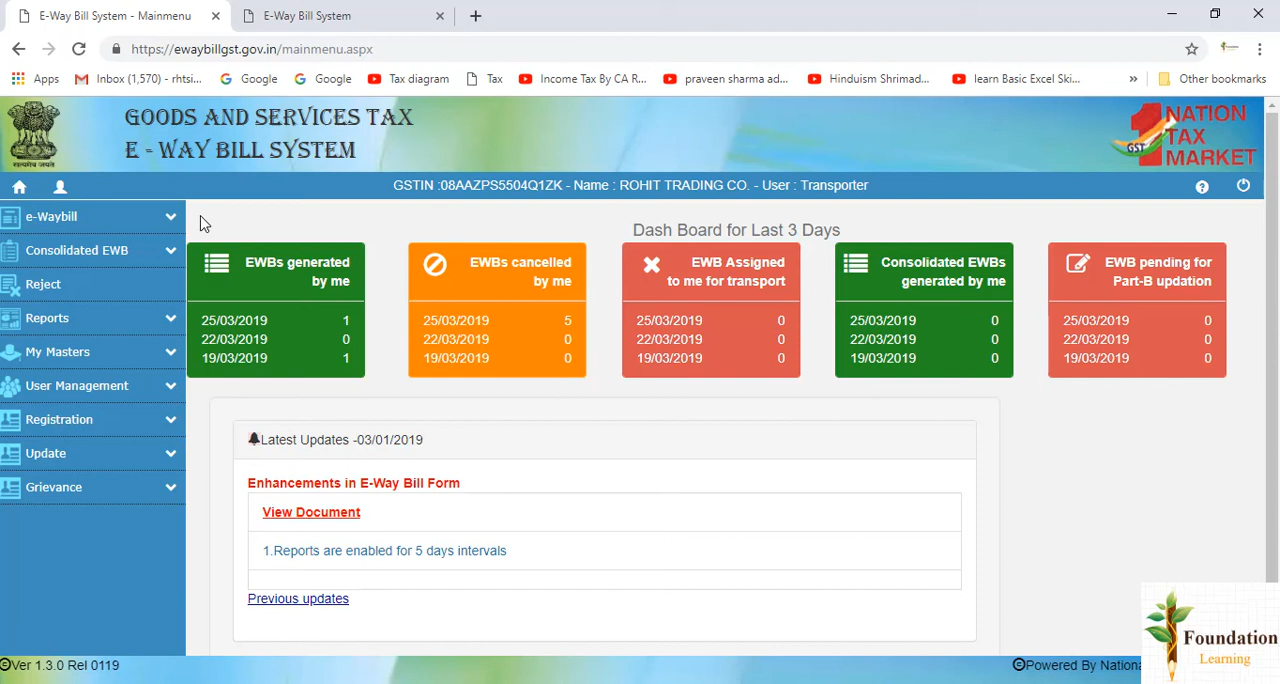 E-Way Bill System - Mainmenu
E-Way Bill System
https://ewaybillgst.gov.in/mainmenu.aspx
Apps
Inbox (1,570) - rhtsi...
Google
Google
Tax diagram
Tax
Income Tax By CA R...
praveen sharma ad...
Hinduism Shrimad...
learn Basic Excel Ski...
»
Other bookmarks
सत्यमेव जयते
GOODS AND SERVICES TAX
E - WAY BILL SYSTEM
1 NATION
TAX
MARKET
GST
GSTIN :08AAZPS5504Q1ZK - Name : ROHIT TRADING CO. - User : Transporter
e-Waybill
Consolidated EWB
Reject
Reports
My Masters
User Management
Registration
Update
Grievance
Dash Board for Last 3 Days
EWBs generated
by me
25/03/2019 1
22/03/2019 0
19/03/2019 1
EWBs cancelled
by me
25/03/2019 5
22/03/2019 0
19/03/2019 0
EWB Assigned
to me for transport
25/03/2019 0
22/03/2019 0
19/03/2019 0
Consolidated EWBs
generated by me
25/03/2019 0
22/03/2019 0
19/03/2019 0
EWB pending for
Part-B updation
25/03/2019 0
22/03/2019 0
19/03/2019 0
Latest Updates -03/01/2019
Enhancements in E-Way Bill Form
View Document
1.Reports are enabled for 5 days intervals
Previous updates
Foundation
Learning
©Ver 1.3.0 Rel 0119
©Powered By Nationa